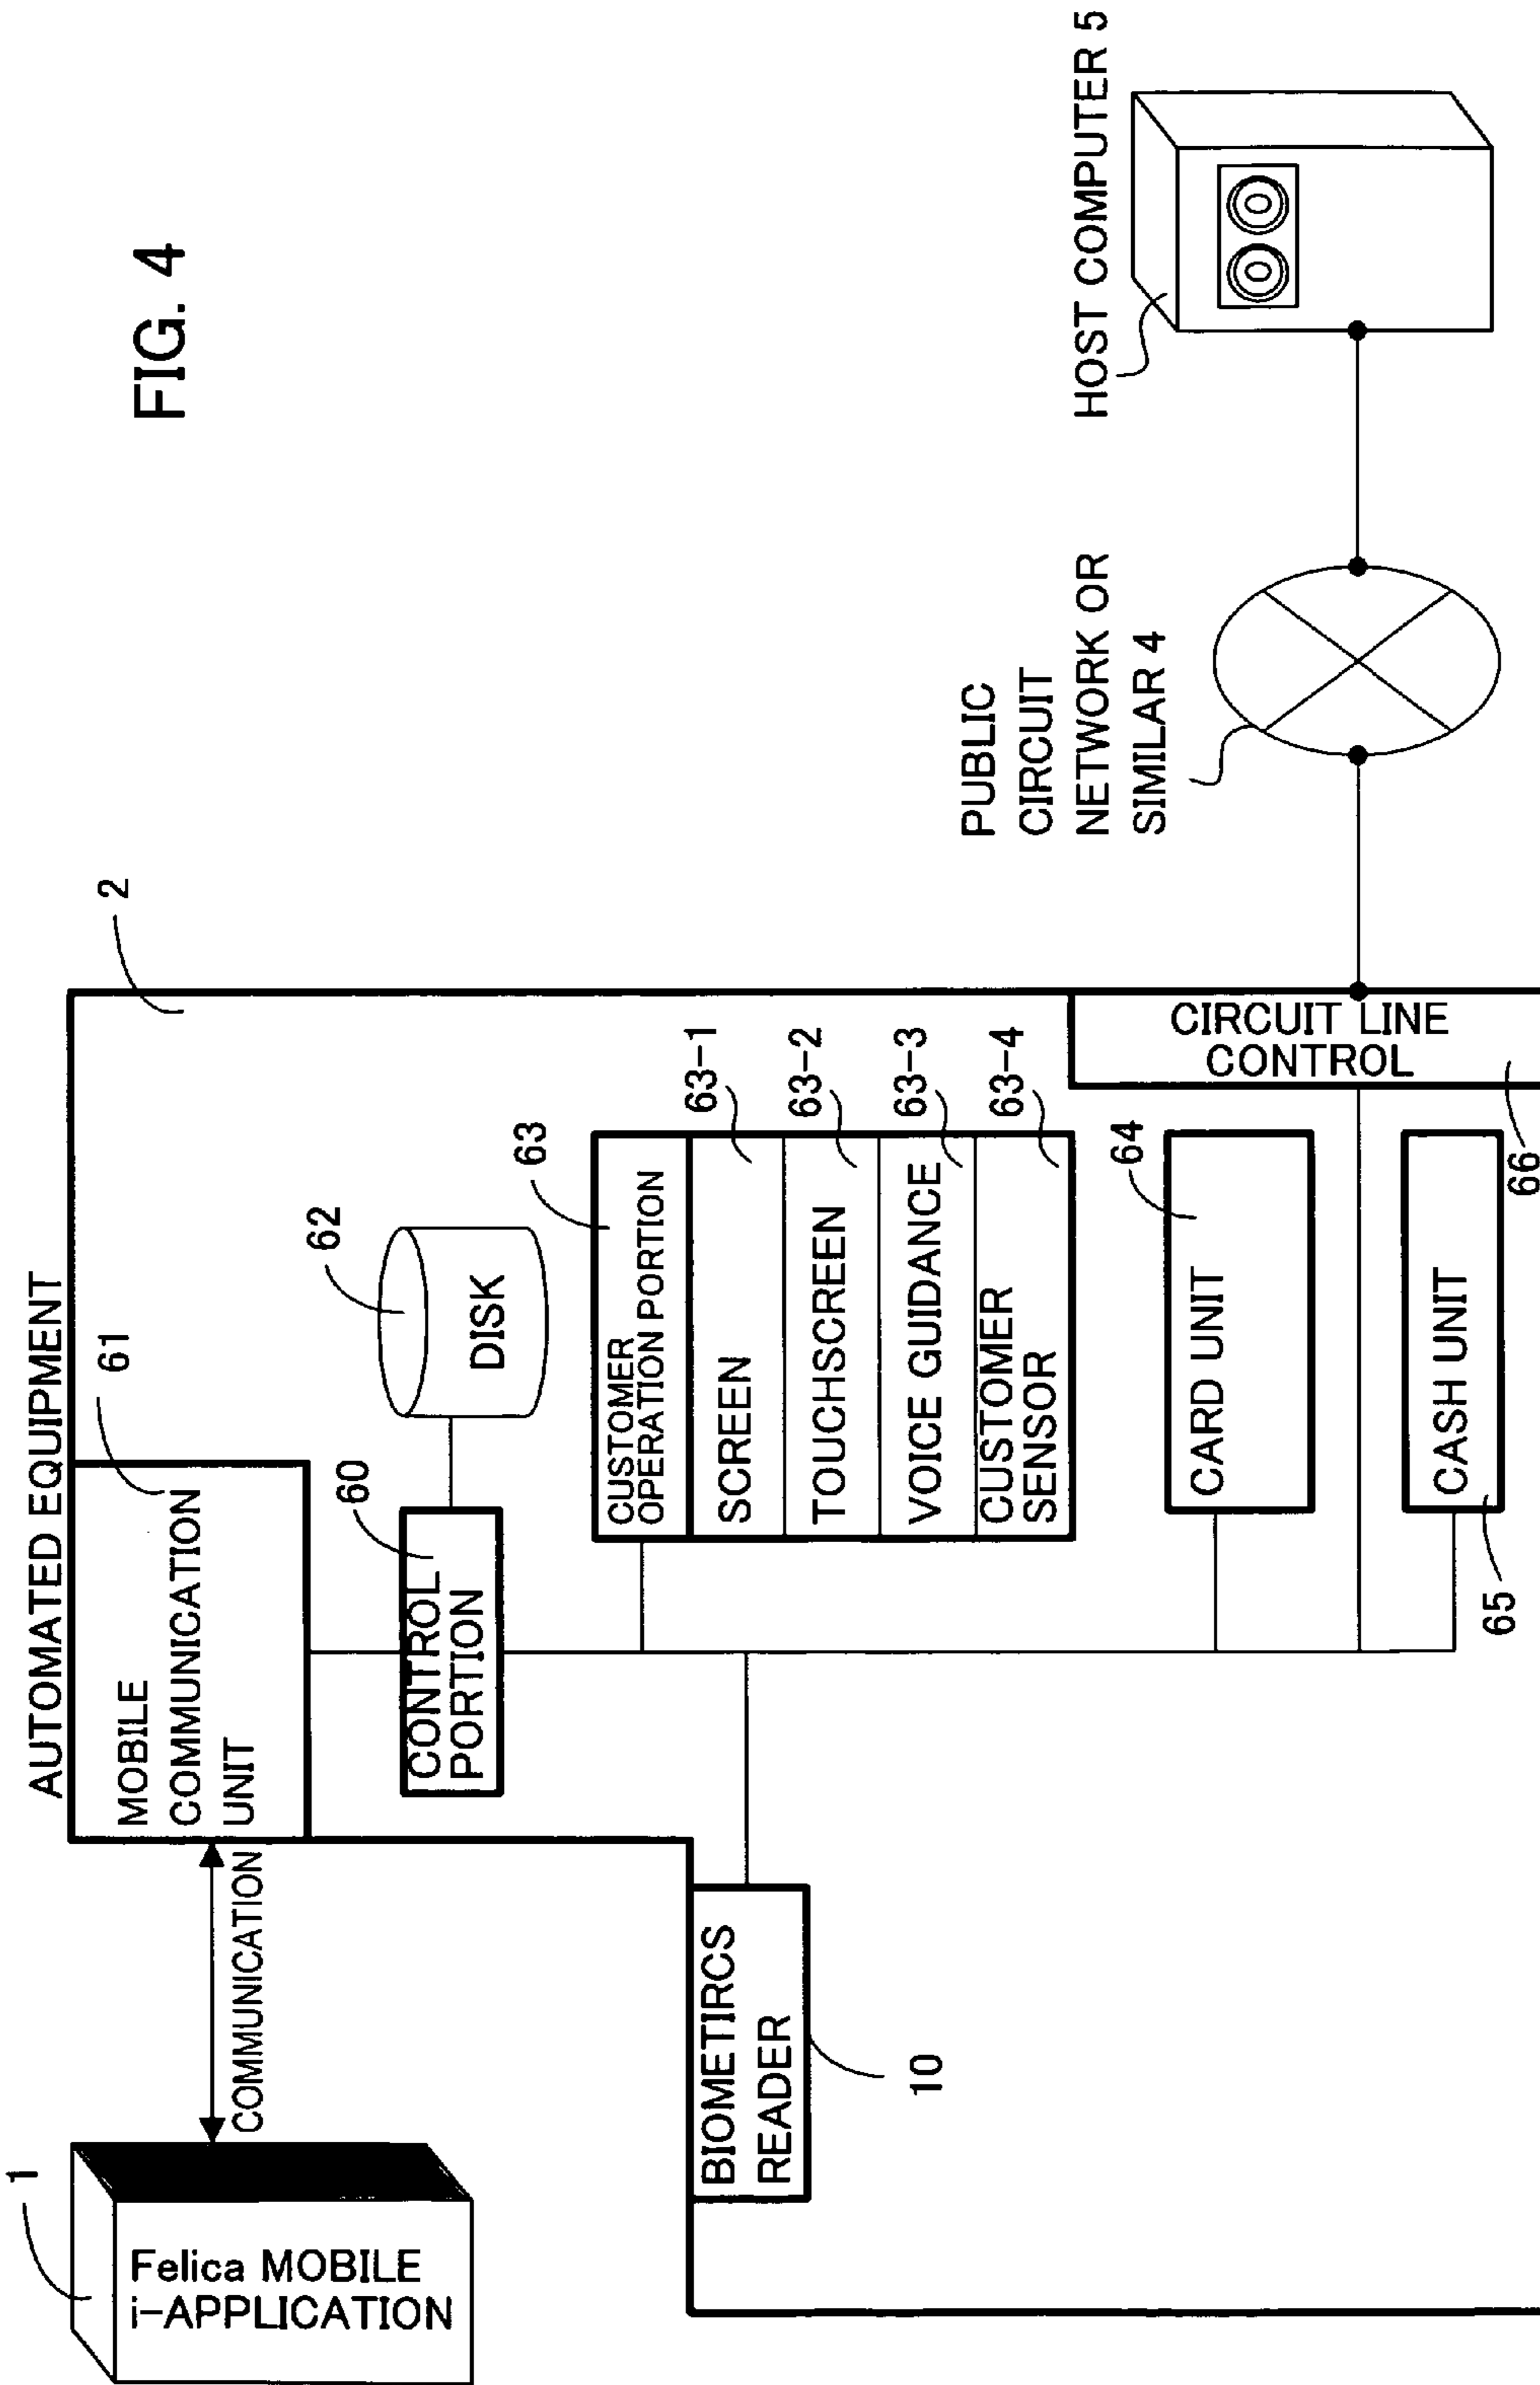 FIG. 4
AUTOMATED EQUIPMENT
1
Felica MOBILE
i-APPLICATION
COMMUNICATION
MOBILE
COMMUNICATION
UNIT
61
2
60
CONTROL
PORTION
62
DISK
63
CUSTOMER
OPERATION PORTION
SCREEN
63-1
TOUCHSCREEN
63-2
VOICE GUIDANCE
63-3
CUSTOMER
SENSOR
63-4
BIOMETIRCS
READER
10
CARD UNIT
64
CASH UNIT
65
CIRCUIT LINE
CONTROL
66
PUBLIC
CIRCUIT
NETWORK OR
SIMILAR 4
HOST COMPUTER 5